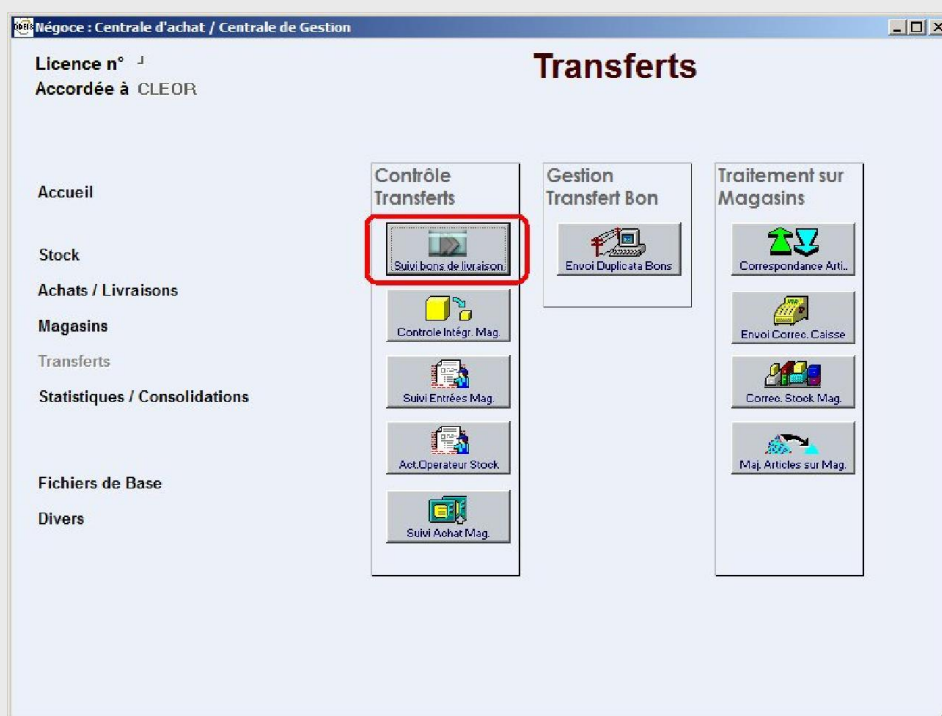 Négoce : Centrale d'achat / Centrale de Gestion
Licence n°
Accordée à CLEOR
Transferts
Accueil
Stock
Achats / Livraisons
Magasins
Transferts
Statistiques / Consolidations
Fichiers de Base
Divers
Contrôle
Transferts
Suivi bons de livraison
Controle Intégr. Mag.
Suivi Entrées Mag.
Act.Operateur Stock
Suivi Achat Mag.
Gestion
Transfert Bon
Envoi Duplicata Bons
Traitement sur
Magasins
Correspondance Arti..
Envoi Correc. Caisse
Correc. Stock Mag.
Maj. Articles sur Mag.